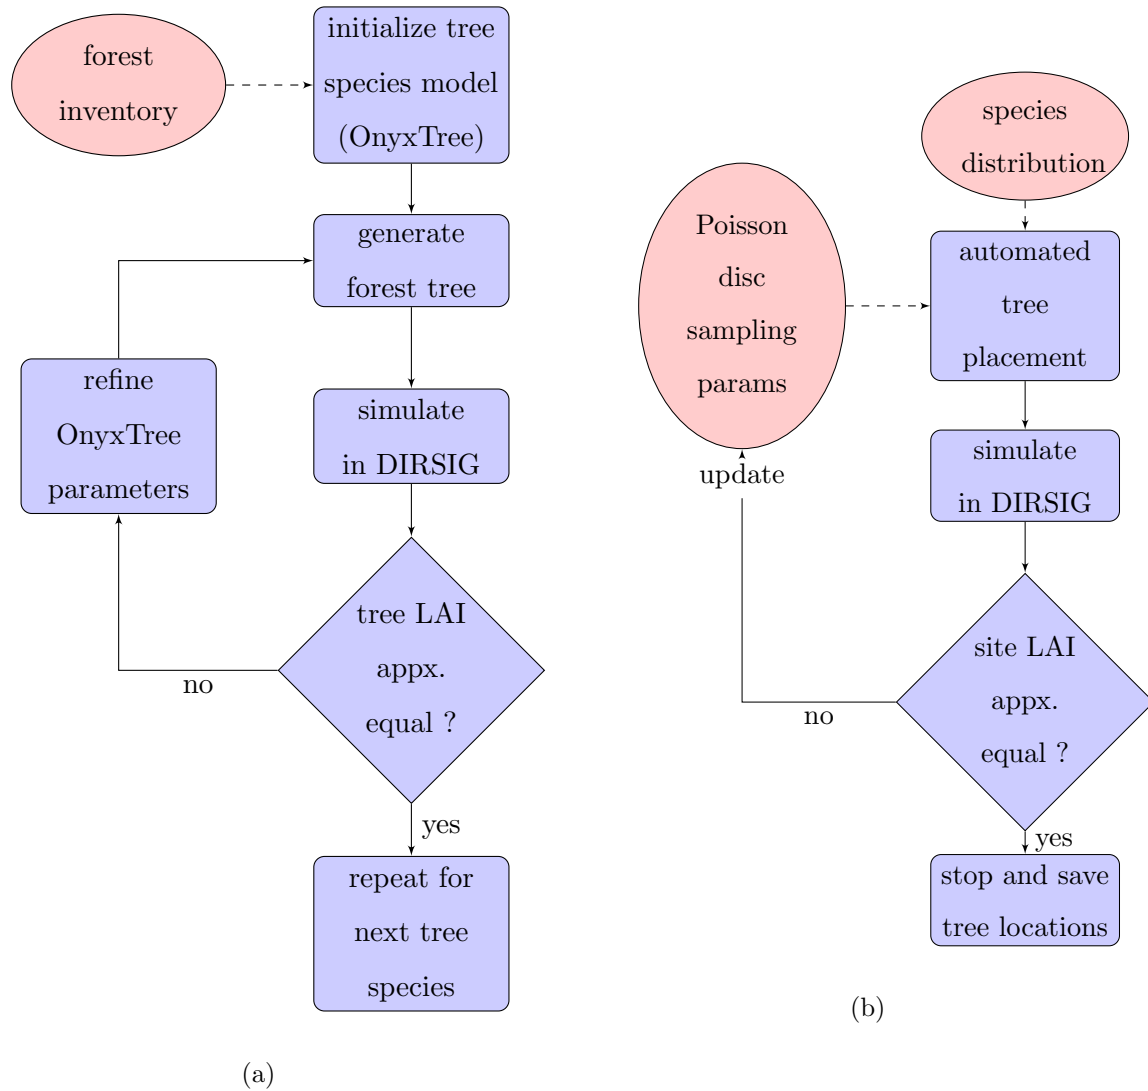 forest
inventory
initialize tree
species model
(OnyxTree)
generate
forest tree
refine
OnyxTree
parameters
simulate
in DIRSIG
tree LAI
appx.
equal ?
no
yes
repeat for
next tree
species
(a)
species
distribution
Poisson
disc
sampling
params
automated
tree
placement
update
simulate
in DIRSIG
site LAI
appx.
equal ?
no
yes
stop and save
tree locations
(b)